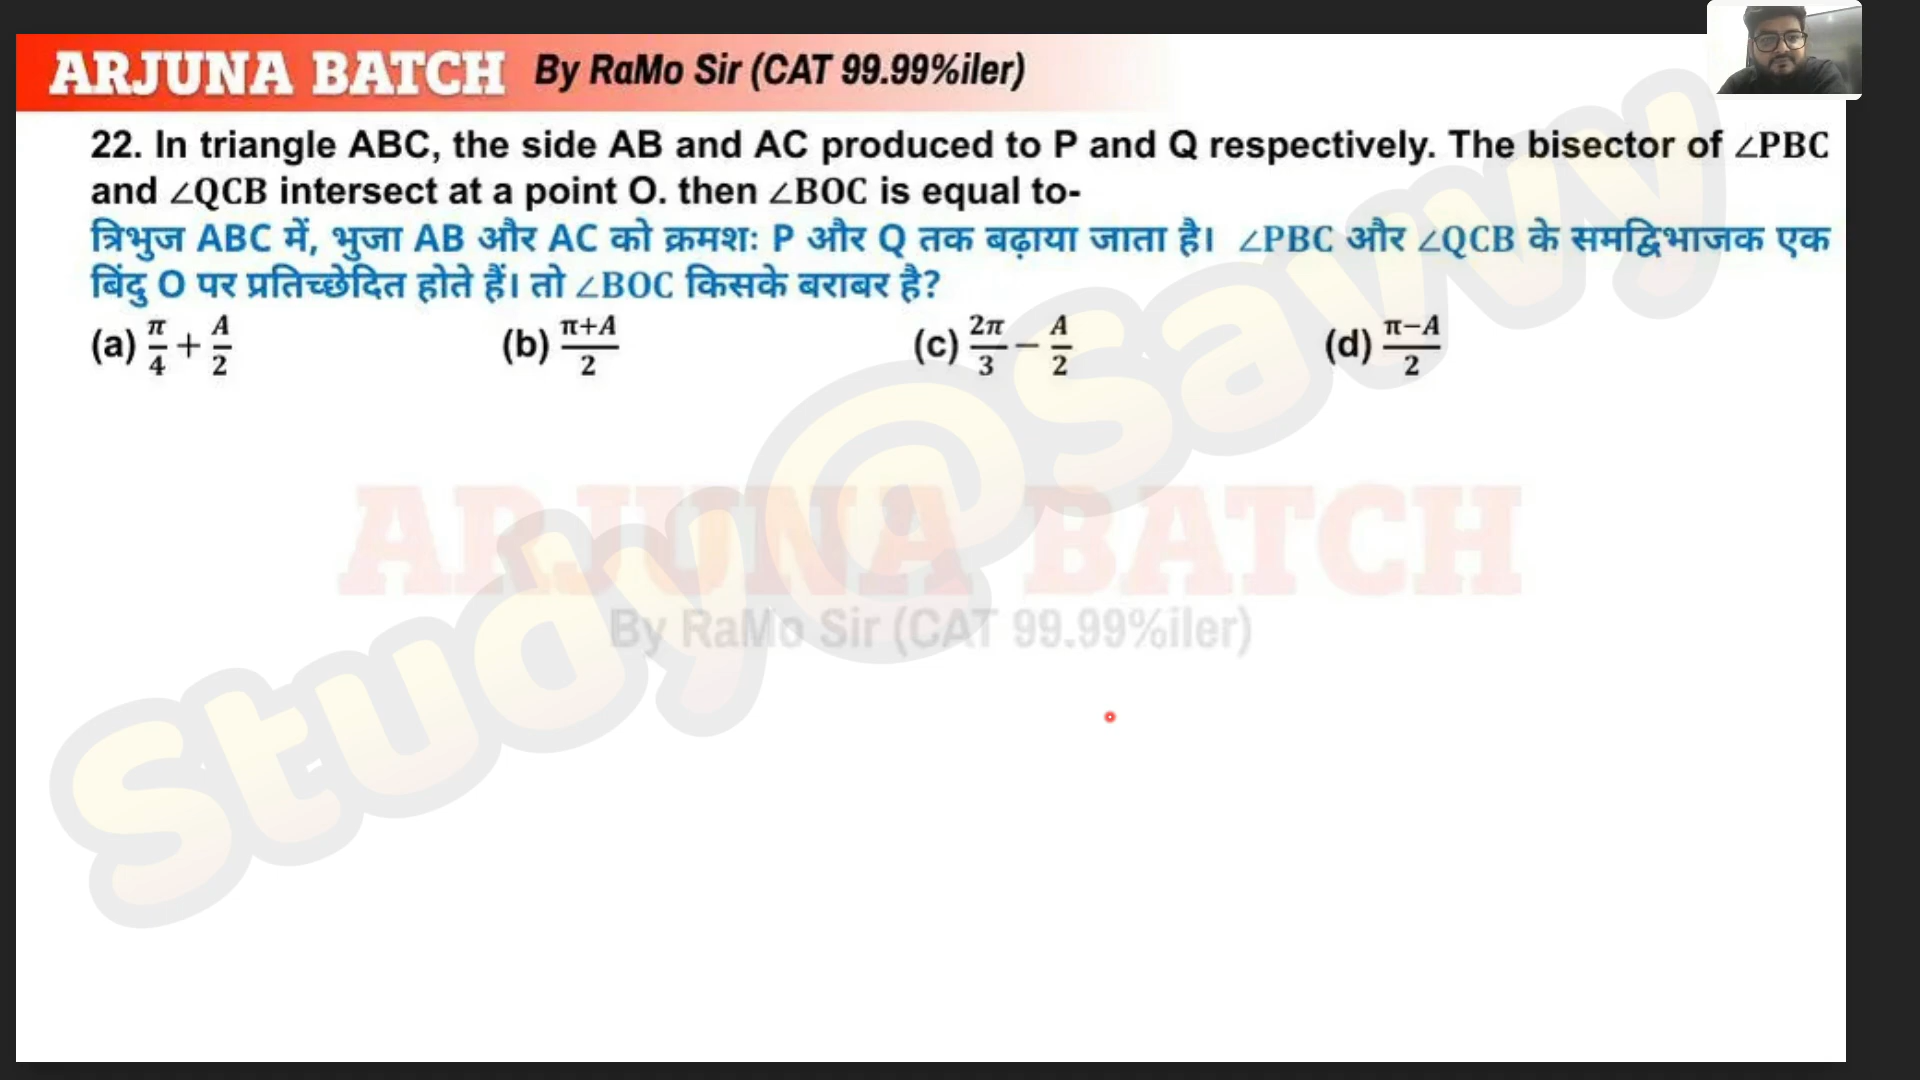 ARJUNA BATCH By RaMo Sir (CAT 99.99%iler)
22. In triangle ABC, the side AB and AC produced to P and Q respectively. The bisector of ∠PBC
and ∠QCB intersect at a point O. then ∠BOC is equal to-
त्रिभुज ABC में, भुजा AB और AC को क्रमशः P और Q तक बढ़ाया जाता है। ∠PBC और ∠QCB के समद्विभाजक एक
बिंदु O पर प्रतिच्छेदित होते हैं। तो ∠BOC किसके बराबर है?
(a) π/4 + A/2 (b) π+A/2 (c) 2π/3 − A/2 (d) π−A/2
ARJUNA BATCH
By RaMo Sir (CAT 99.99%iler)
Study@Savvy